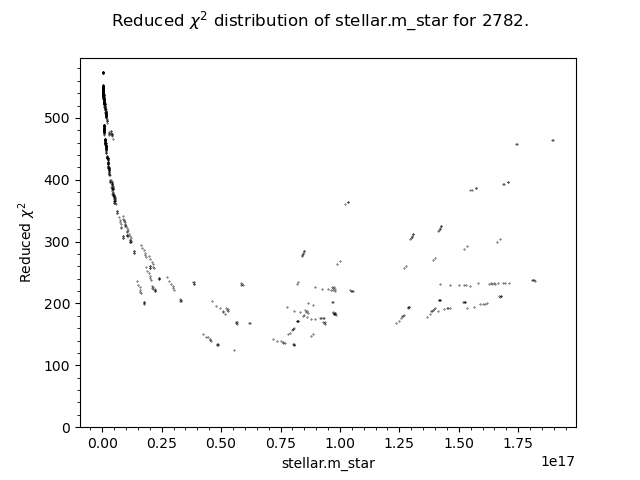 Reduced χ² distribution of stellar.m_star for 2782.
Reduced χ²
500
400
300
200
100
0
0.00 0.25 0.50 0.75 1.00 1.25 1.50 1.75
1e17
stellar.m_star